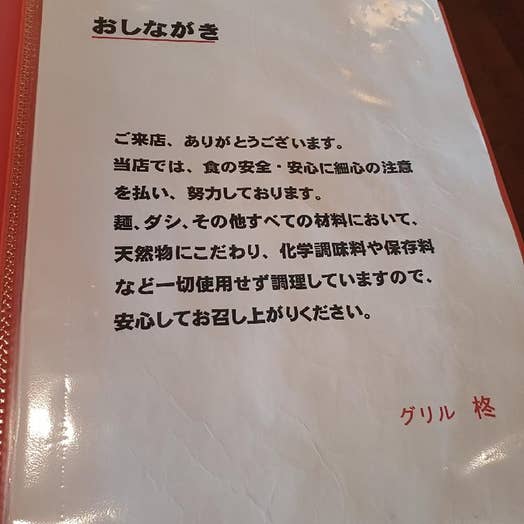 おしながき
ご来店、ありがとうございます。
当店では、食の安全・安心に細心の注意
を払い、努力しております。
麺、ダシ、その他すべての材料において、
天然物にこだわり、化学調味料や保存料
など一切使用せず調理していますので、
安心してお召し上がりください。
グリル 柊